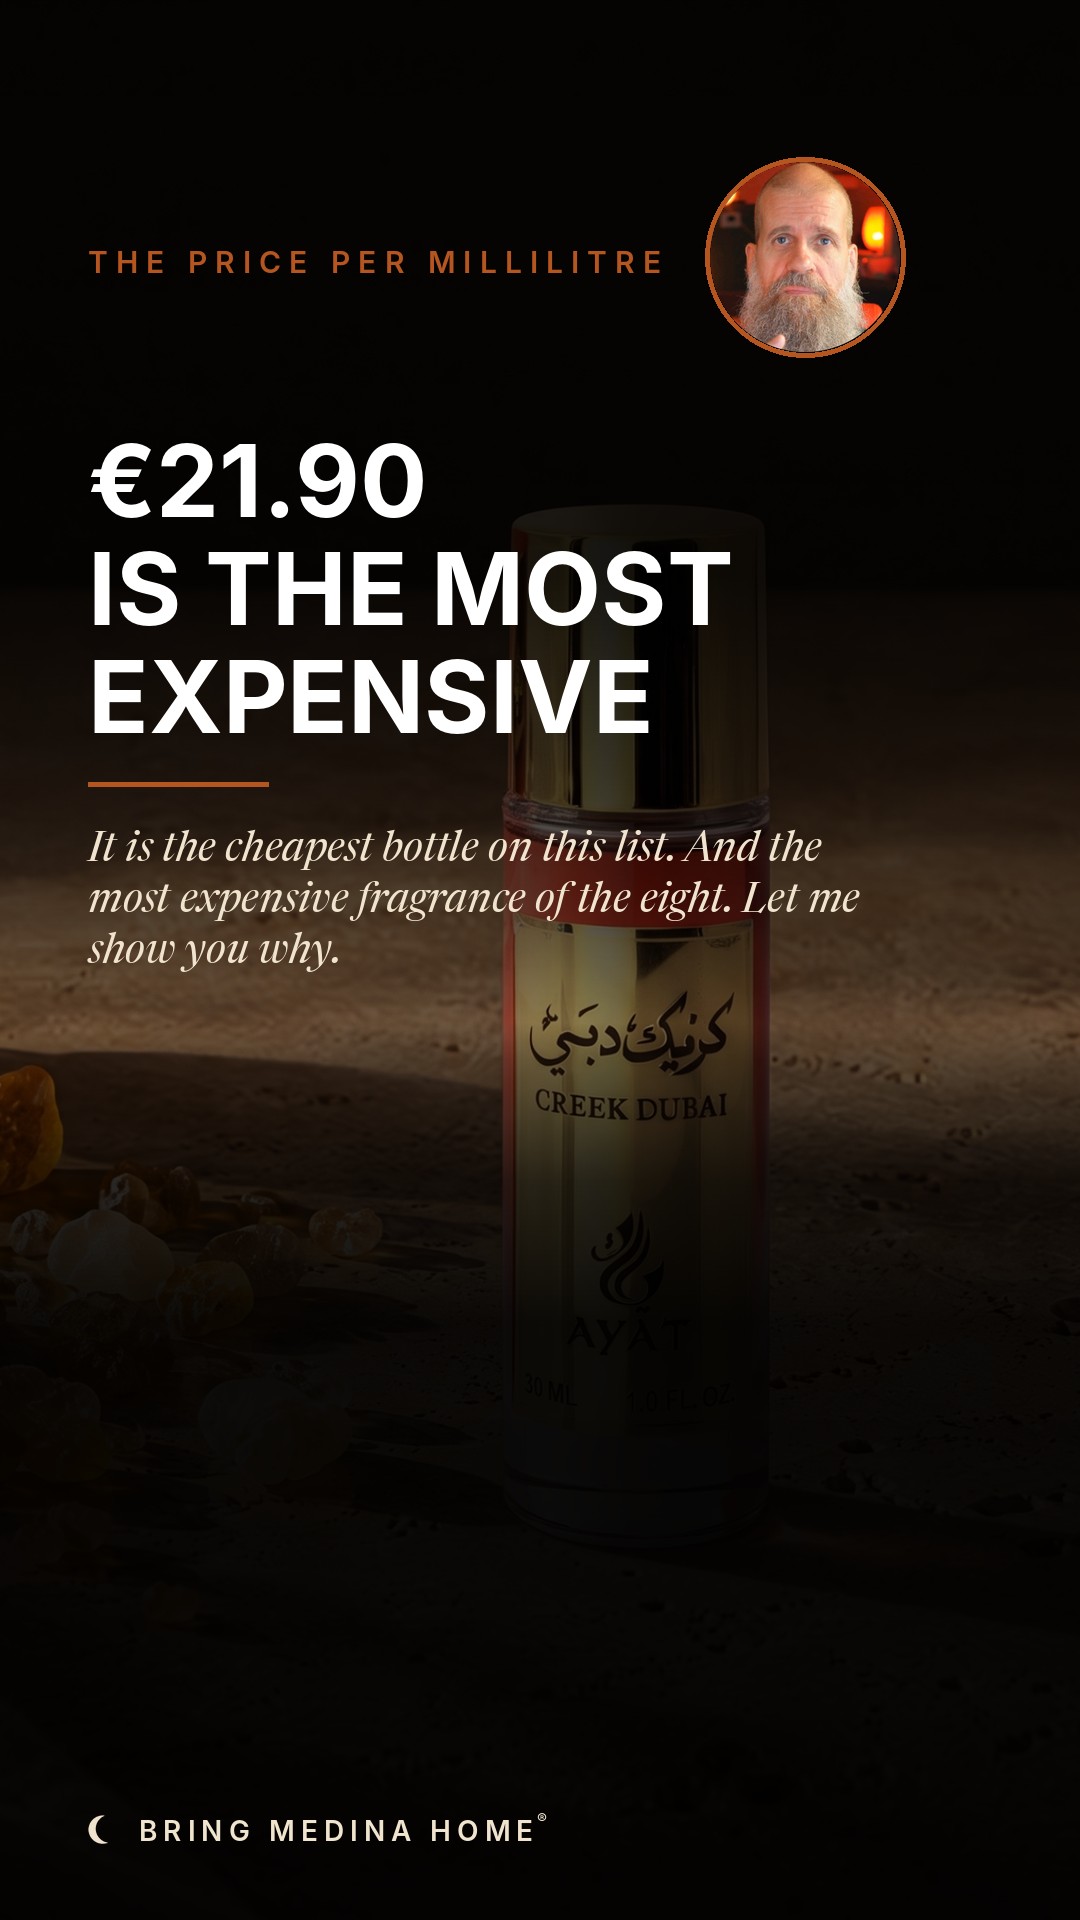 THE PRICE PER MILLILITRE
€21.90
IS THE MOST
EXPENSIVE
It is the cheapest bottle on this list. And the
most expensive fragrance of the eight. Let me
show you why.
كريك دبي
CREEK DUBAI
AYAT
30 ML 1.0 FL. OZ.
BRING MEDINA HOME®